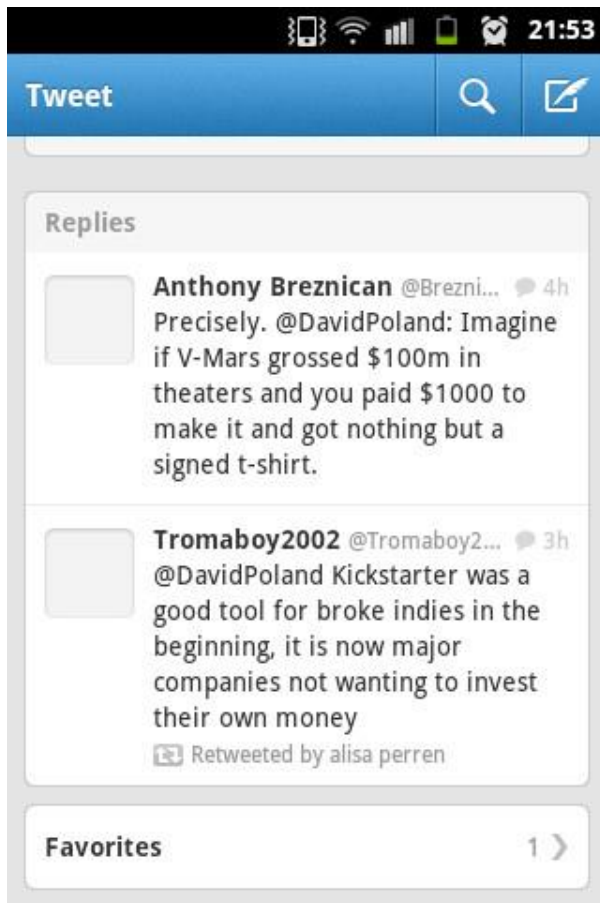 21:53
Tweet
Replies
Anthony Breznican @Brezni... 4h
Precisely. @DavidPoland: Imagine
if V-Mars grossed $100m in
theaters and you paid $1000 to
make it and got nothing but a
signed t-shirt.
Tromaboy2002 @Tromaboy2... 3h
@DavidPoland Kickstarter was a
good tool for broke indies in the
beginning, it is now major
companies not wanting to invest
their own money
Retweeted by alisa perren
Favorites 1